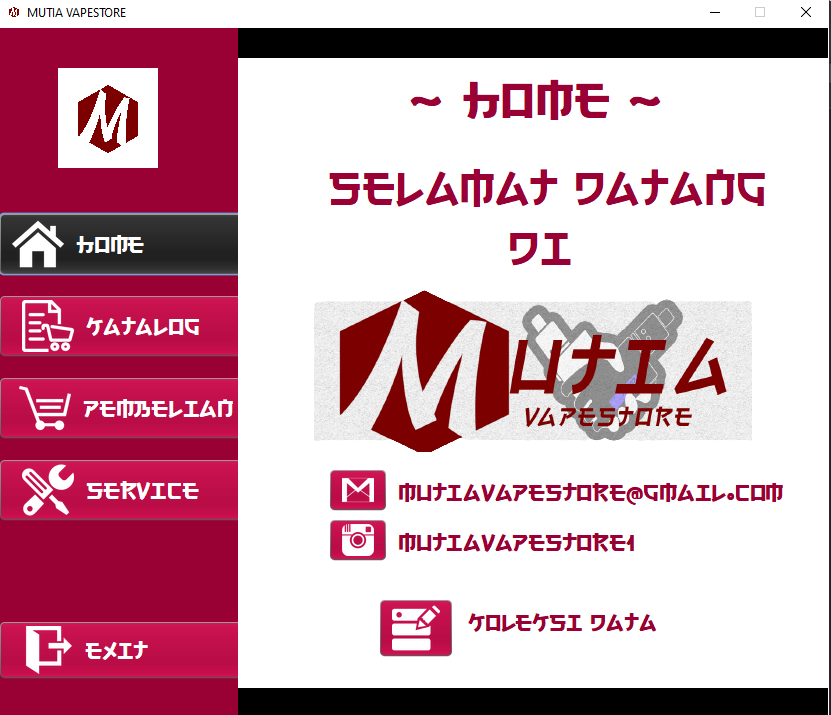 MUTIA VAPESTORE
M
HOME
KATALOG
PEMBELIAN
SERVICE
EXIT
~ HOME ~
SELAMAT DATANG
DI
MUTIA
VAPESTORE
MUTIAVAPESTORE@GMAIL.COM
MUTIAVAPESTORE1
KOLEKSI DATA